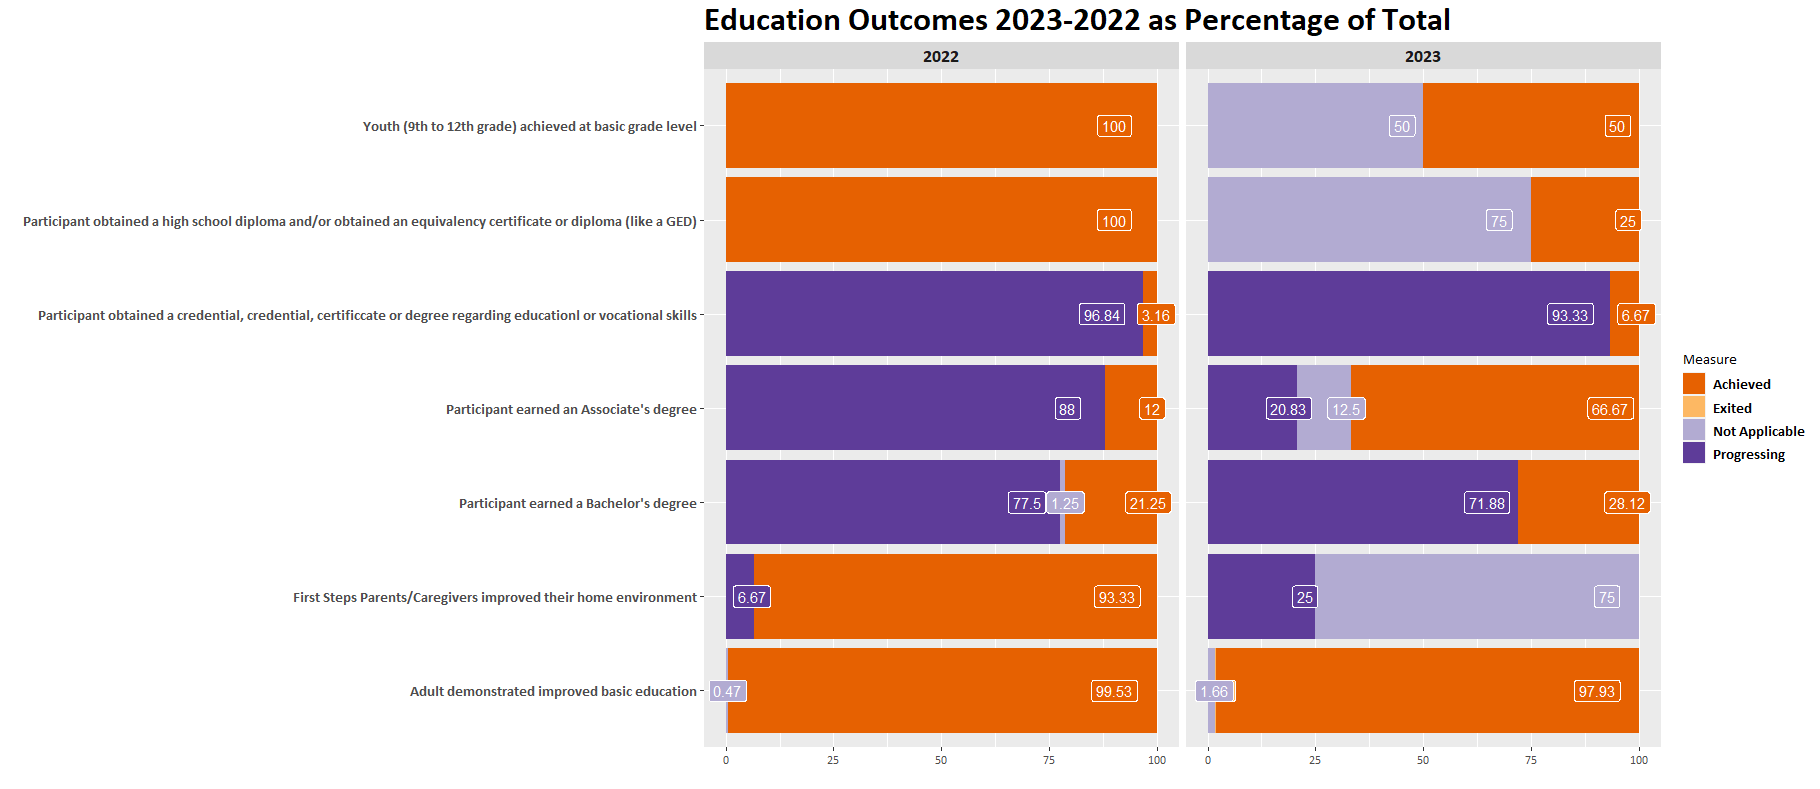 Education Outcomes 2023-2022 as Percentage of Total
2022 2023
Youth (9th to 12th grade) achieved at basic grade level 100 50 50
Participant obtained a high school diploma and/or obtained an equivalency certificate or diploma (like a GED) 100 75 25
Participant obtained a credential, credential, certificcate or degree regarding educationl or vocational skills 96.84 3.16 93.33 6.67
Participant earned an Associate's degree 88 12 20.83 12.5 66.67
Participant earned a Bachelor's degree 77.5 1.25 21.25 71.88 28.12
First Steps Parents/Caregivers improved their home environment 6.67 93.33 25 75
Adult demonstrated improved basic education 0.47 99.53 1.66 97.93
0 25 50 75 100 0 25 50 75 100
Measure
Achieved
Exited
Not Applicable
Progressing